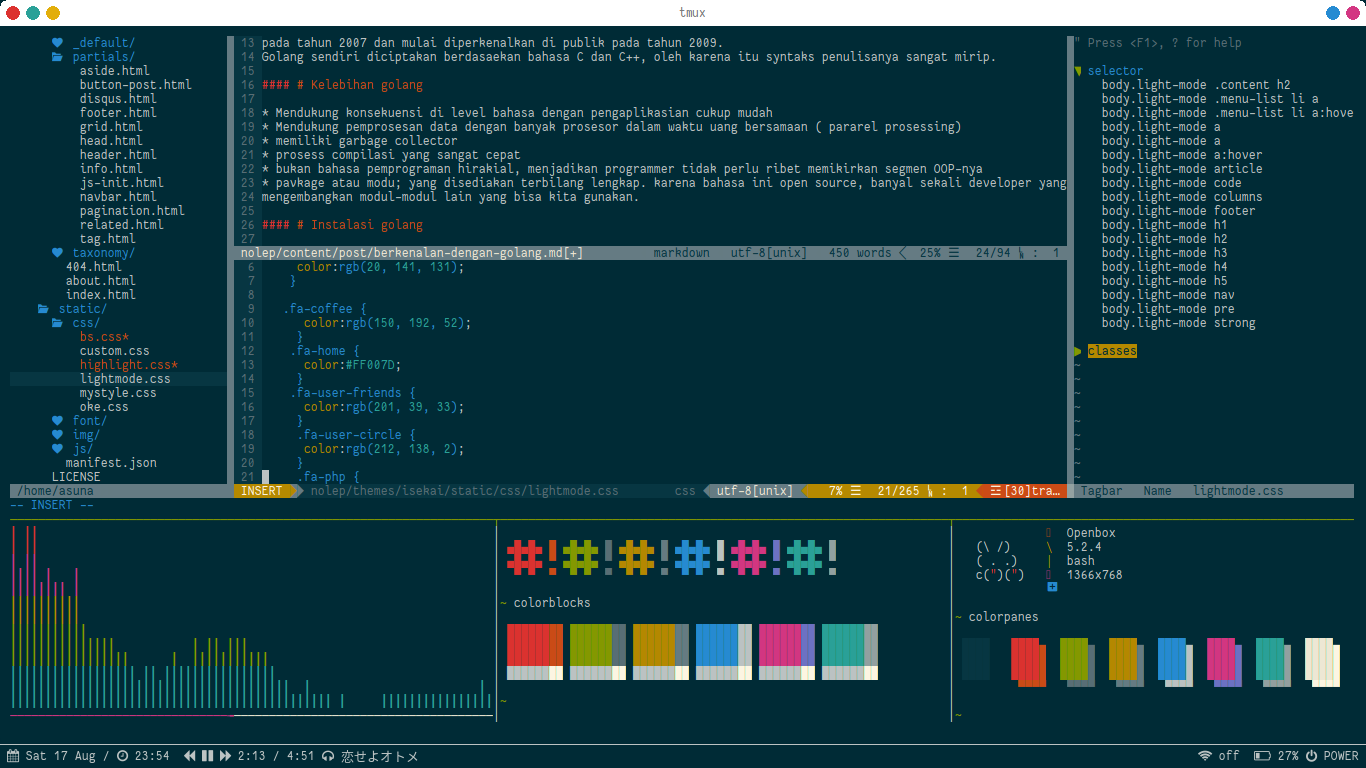 tmux
_default/
partials/
aside.html
button-post.html
disqus.html
footer.html
grid.html
head.html
header.html
info.html
js-init.html
navbar.html
pagination.html
related.html
tag.html
taxonomy/
404.html
about.html
index.html
static/
css/
bs.css*
custom.css
highlight.css*
lightmode.css
mystyle.css
oke.css
font/
img/
js/
manifest.json
LICENSE
/home/asuna
13 pada tahun 2007 dan mulai diperkenalkan di publik pada tahun 2009.
14 Golang sendiri diciptakan berdasaekan bahasa C dan C++, oleh karena itu syntaks penulisanya sangat mirip.
15
16 #### # Kelebihan golang
17
18 * Mendukung konsekuensi di level bahasa dengan pengaplikasian cukup mudah
19 * Mendukung pemprosesan data dengan banyak prosesor dalam waktu uang bersamaan ( pararel prosessing)
20 * memiliki garbage collector
21 * prosess compilasi yang sangat cepat
22 * bukan bahasa pemprograman hirakial, menjadikan programmer tidak perlu ribet memikirkan segmen OOP-nya
23 * pavkage atau modu; yang disediakan terbilang lengkap. karena bahasa ini open source, banyal sekali developer yang
24 mengembangkan modul-modul lain yang bisa kita gunakan.
25
26 #### # Instalasi golang
27
nolep/content/post/berkenalan-dengan-golang.md[+] markdown utf-8[unix] 450 words 25% ☰ 24/94 : 1
6 color:rgb(20, 141, 131);
7 }
8
9 .fa-coffee {
10 color:rgb(150, 192, 52);
11 }
12 .fa-home {
13 color:#FF007D;
14 }
15 .fa-user-friends {
16 color:rgb(201, 39, 33);
17 }
18 .fa-user-circle {
19 color:rgb(212, 138, 2);
20 }
21 .fa-php {
INSERT nolep/themes/isekai/static/css/lightmode.css css utf-8[unix] 7% ☰ 21/265 : 1 ☲[30]tra…
-- INSERT --
" Press <F1>, ? for help
selector
body.light-mode .content h2
body.light-mode .menu-list li a
body.light-mode .menu-list li a:hove
body.light-mode a
body.light-mode a
body.light-mode a:hover
body.light-mode article
body.light-mode code
body.light-mode columns
body.light-mode footer
body.light-mode h1
body.light-mode h2
body.light-mode h3
body.light-mode h4
body.light-mode h5
body.light-mode nav
body.light-mode pre
body.light-mode strong
classes
~
~
~
~
~
~
~
~
~
Tagbar Name lightmode.css
#! #! #! #! #! #!
~ colorblocks
~
Openbox
(\ /) \ 5.2.4
( . .) | bash
c(")(") 1366x768
~ colorpanes
~
Sat 17 Aug / 23:54 2:13 / 4:51 恋せよオトメ
off 27% POWER